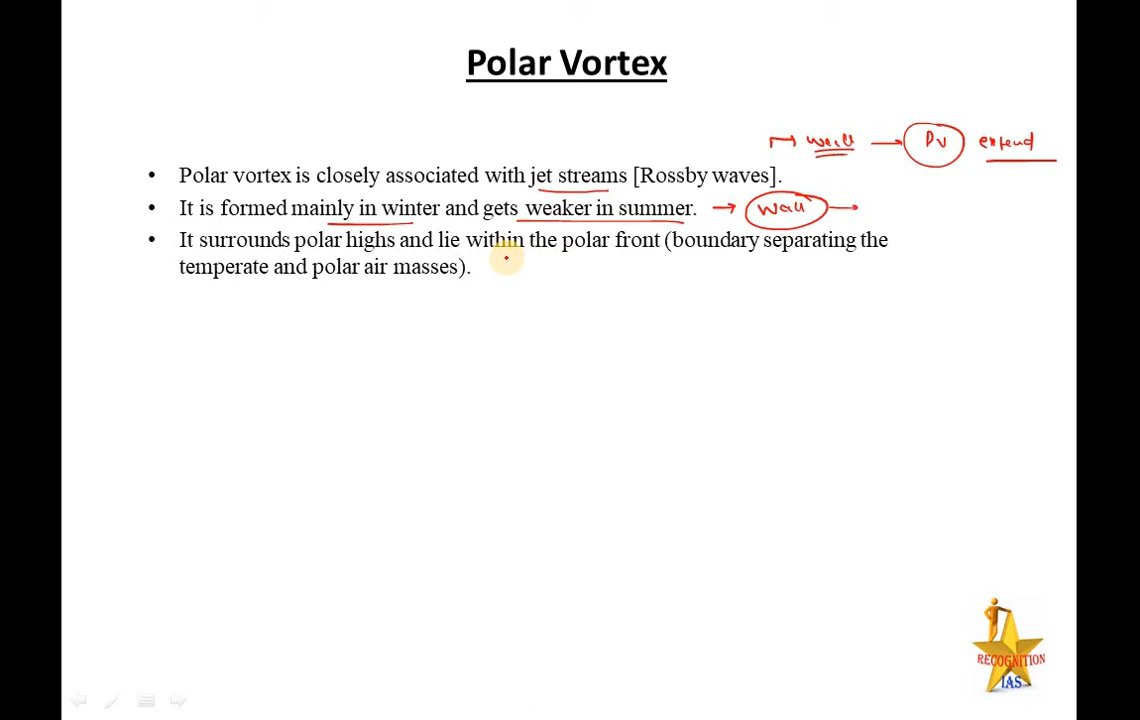 Polar Vortex
weak → PV extend
• Polar vortex is closely associated with jet streams [Rossby waves].
• It is formed mainly in winter and gets weaker in summer. → weak →
• It surrounds polar highs and lie within the polar front (boundary separating the
temperate and polar air masses).
RECOGNITION
IAS